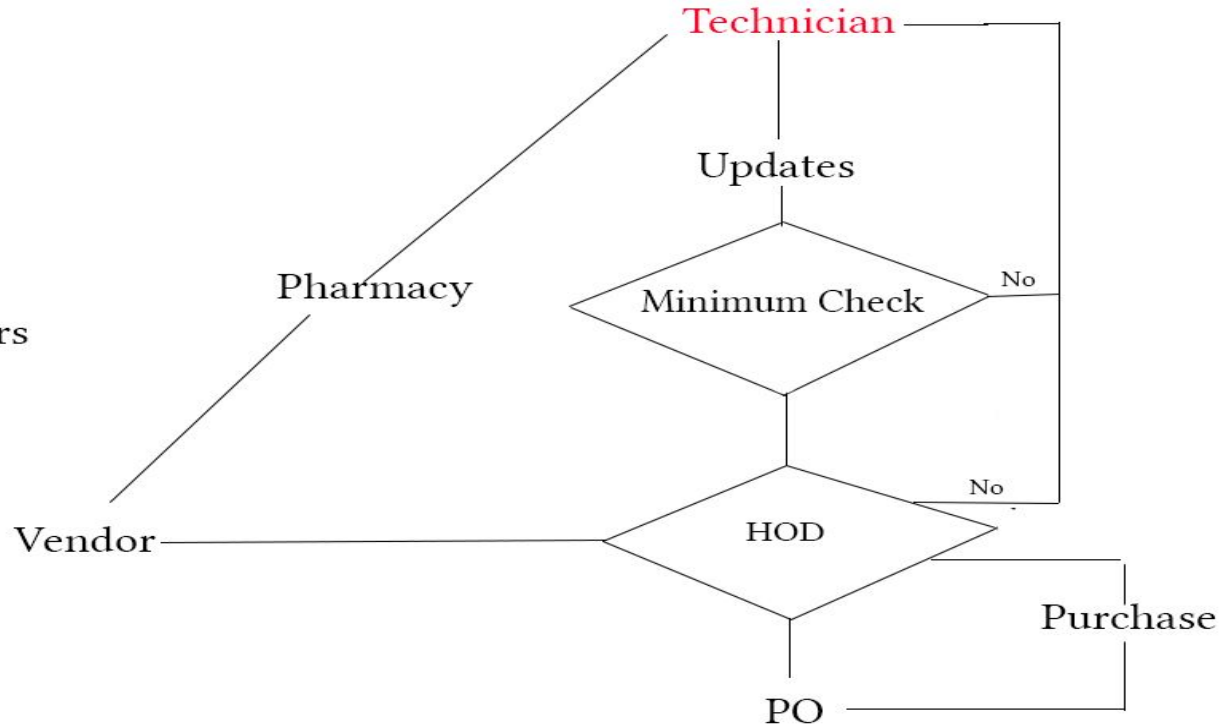 Technician
Updates
No
Minimum Check
Pharmacy
rs
No
HOD
Vendor
Purchase
PO